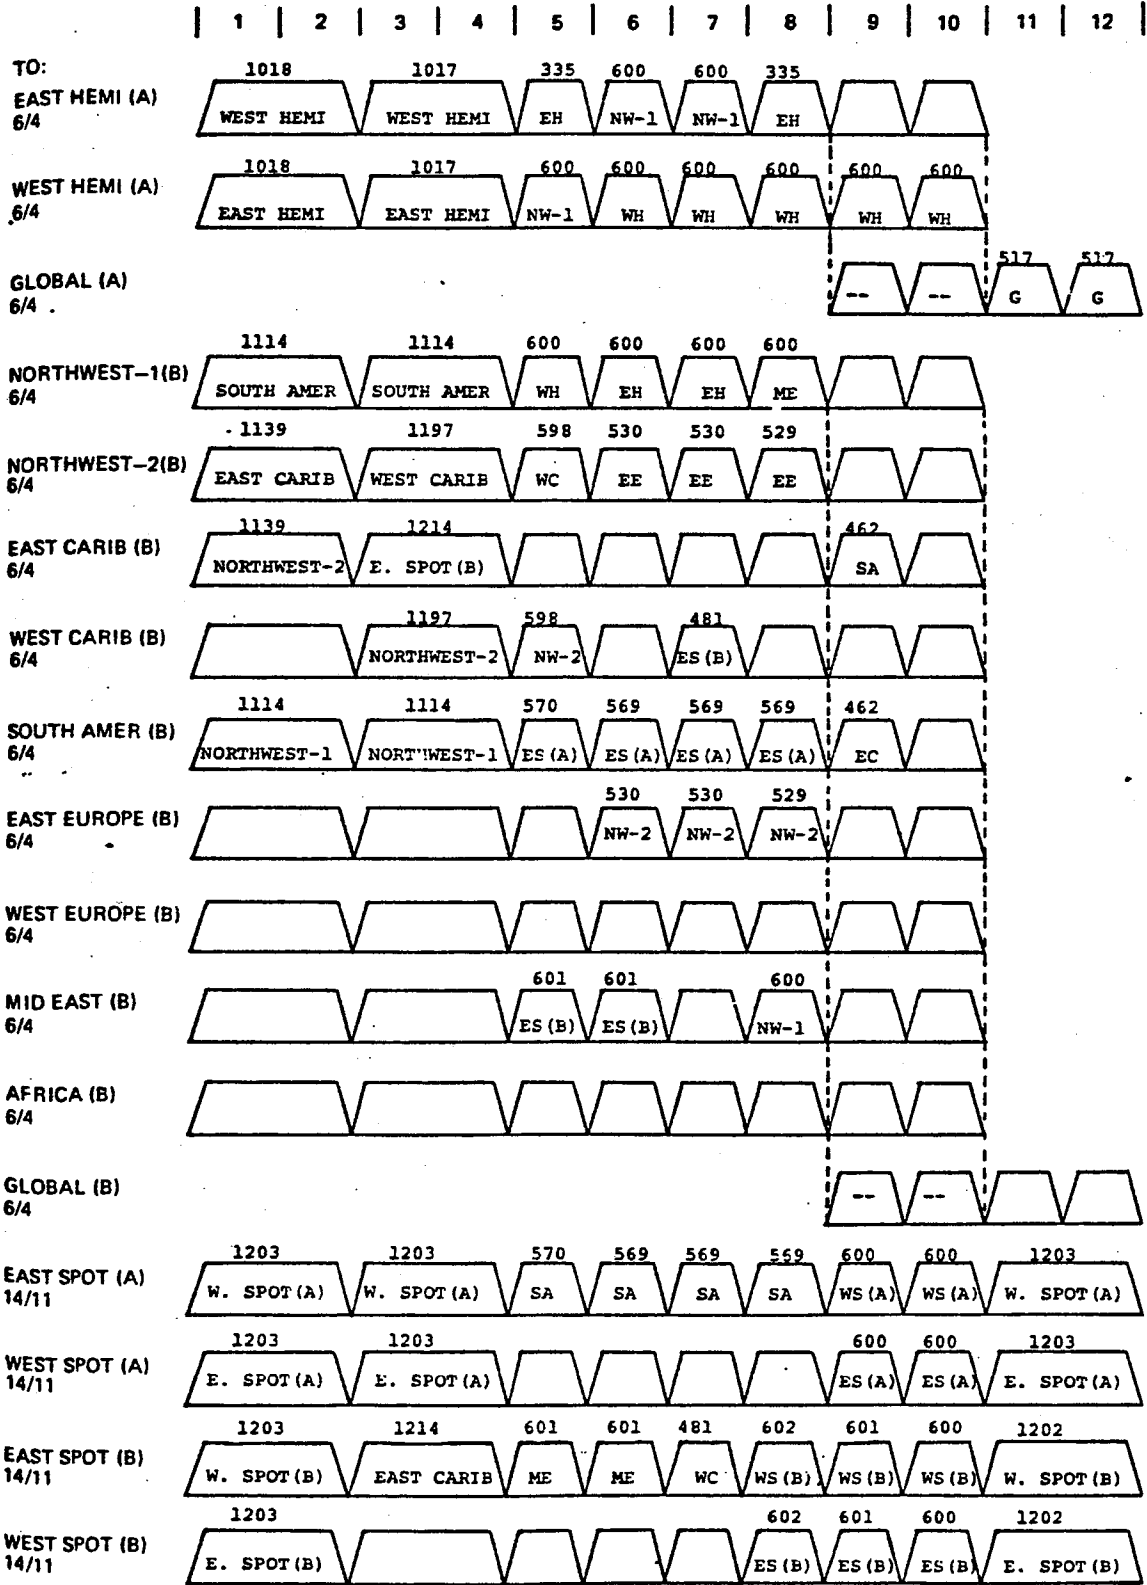 1 2 3 4 5 6 7 8 9 10 11 12
TO:
1018 1017 335 600 600 335
EAST HEMI (A)
6/4
WEST HEMI WEST HEMI EH NW-1 NW-1 EH
1018 1017 600 600 600 600 600 600
WEST HEMI (A)
6/4
EAST HEMI EAST HEMI NW-1 WH WH WH WH WH
517 517
GLOBAL (A)
6/4
-- -- G G
1114 1114 600 600 600 600
NORTHWEST-1(B)
6/4
SOUTH AMER SOUTH AMER WH EH EH ME
1139 1197 598 530 530 529
NORTHWEST-2(B)
6/4
EAST CARIB WEST CARIB WC EE EE EE
1139 1214 462
EAST CARIB (B)
6/4
NORTHWEST-2 E. SPOT(B) SA
1197 598 481
WEST CARIB (B)
6/4
NORTHWEST-2 NW-2 ES(B)
1114 1114 570 569 569 569 462
SOUTH AMER (B)
6/4
NORTHWEST-1 NORTHWEST-1 ES(A) ES(A) ES(A) ES(A) EC
530 530 529
EAST EUROPE (B)
6/4
NW-2 NW-2 NW-2
WEST EUROPE (B)
6/4
601 601 600
MID EAST (B)
6/4
ES(B) ES(B) NW-1
AFRICA (B)
6/4
GLOBAL (B)
6/4
-- --
1203 1203 570 569 569 569 600 600 1203
EAST SPOT (A)
14/11
W. SPOT(A) W. SPOT(A) SA SA SA SA WS(A) WS(A) W. SPOT(A)
1203 1203 600 600 1203
WEST SPOT (A)
14/11
E. SPOT(A) E. SPOT(A) ES(A) ES(A) E. SPOT(A)
1203 1214 601 601 481 602 601 600 1202
EAST SPOT (B)
14/11
W. SPOT(B) EAST CARIB ME ME WC WS(B) WS(B) WS(B) W. SPOT(B)
1203 602 601 600 1202
WEST SPOT (B)
14/11
E. SPOT(B) ES(B) ES(B) ES(B) E. SPOT(B)